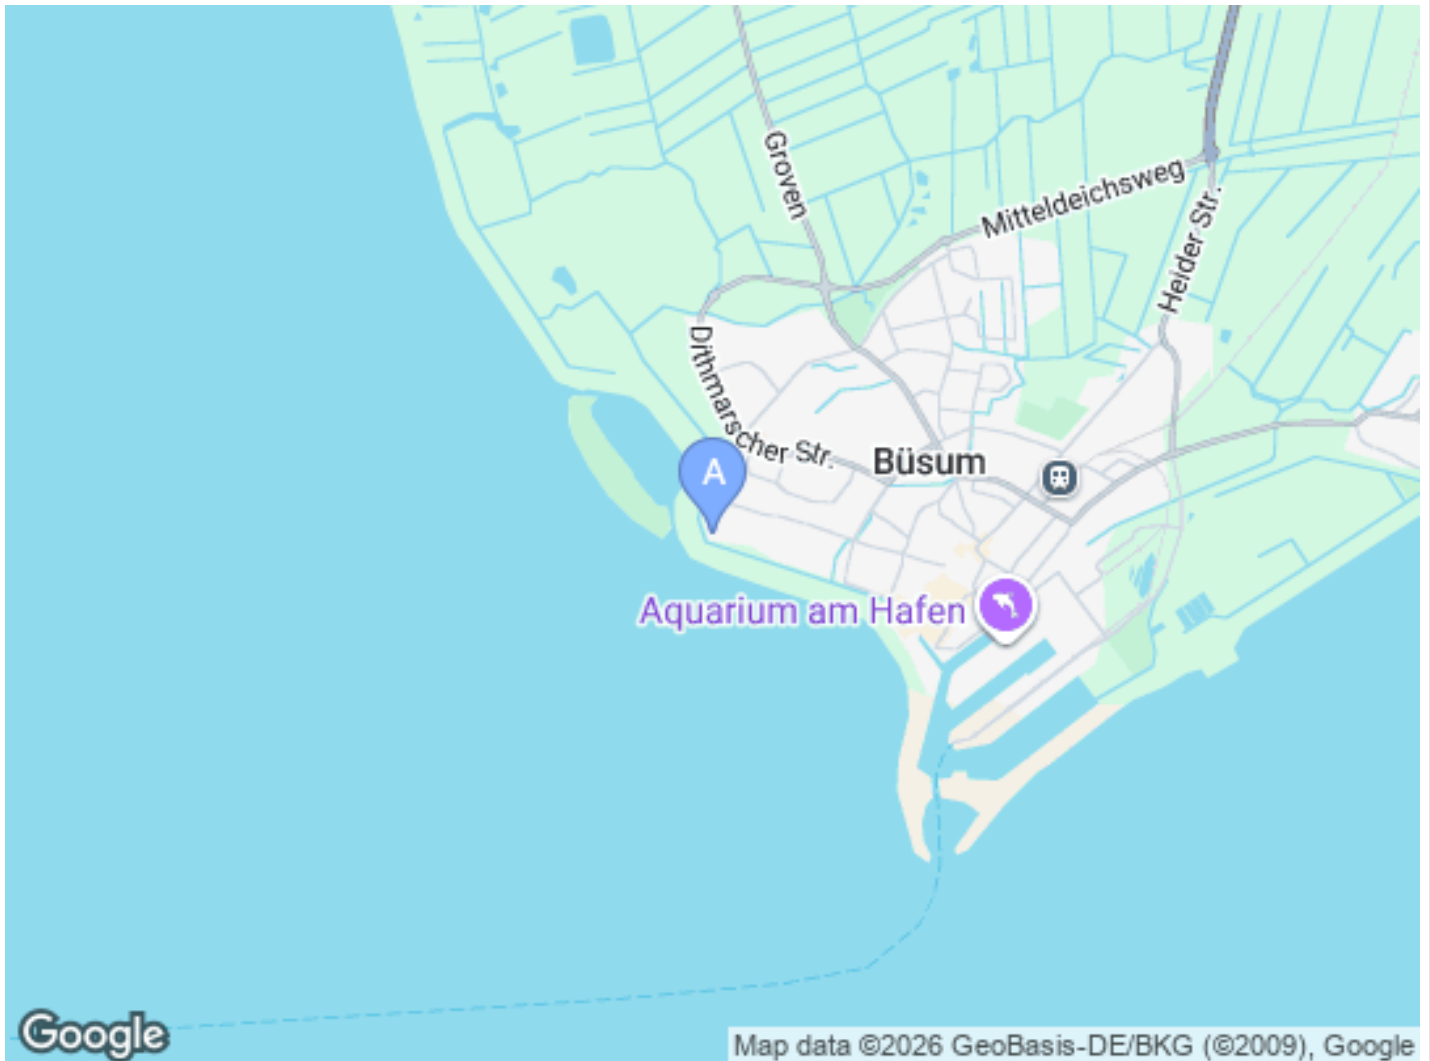 Groven
Mitteldeichsweg
Heider Str.
Dithmarscher Str.
Büsum
A
Aquarium am Hafen
Google
Map data ©2026 GeoBasis-DE/BKG (©2009), Google